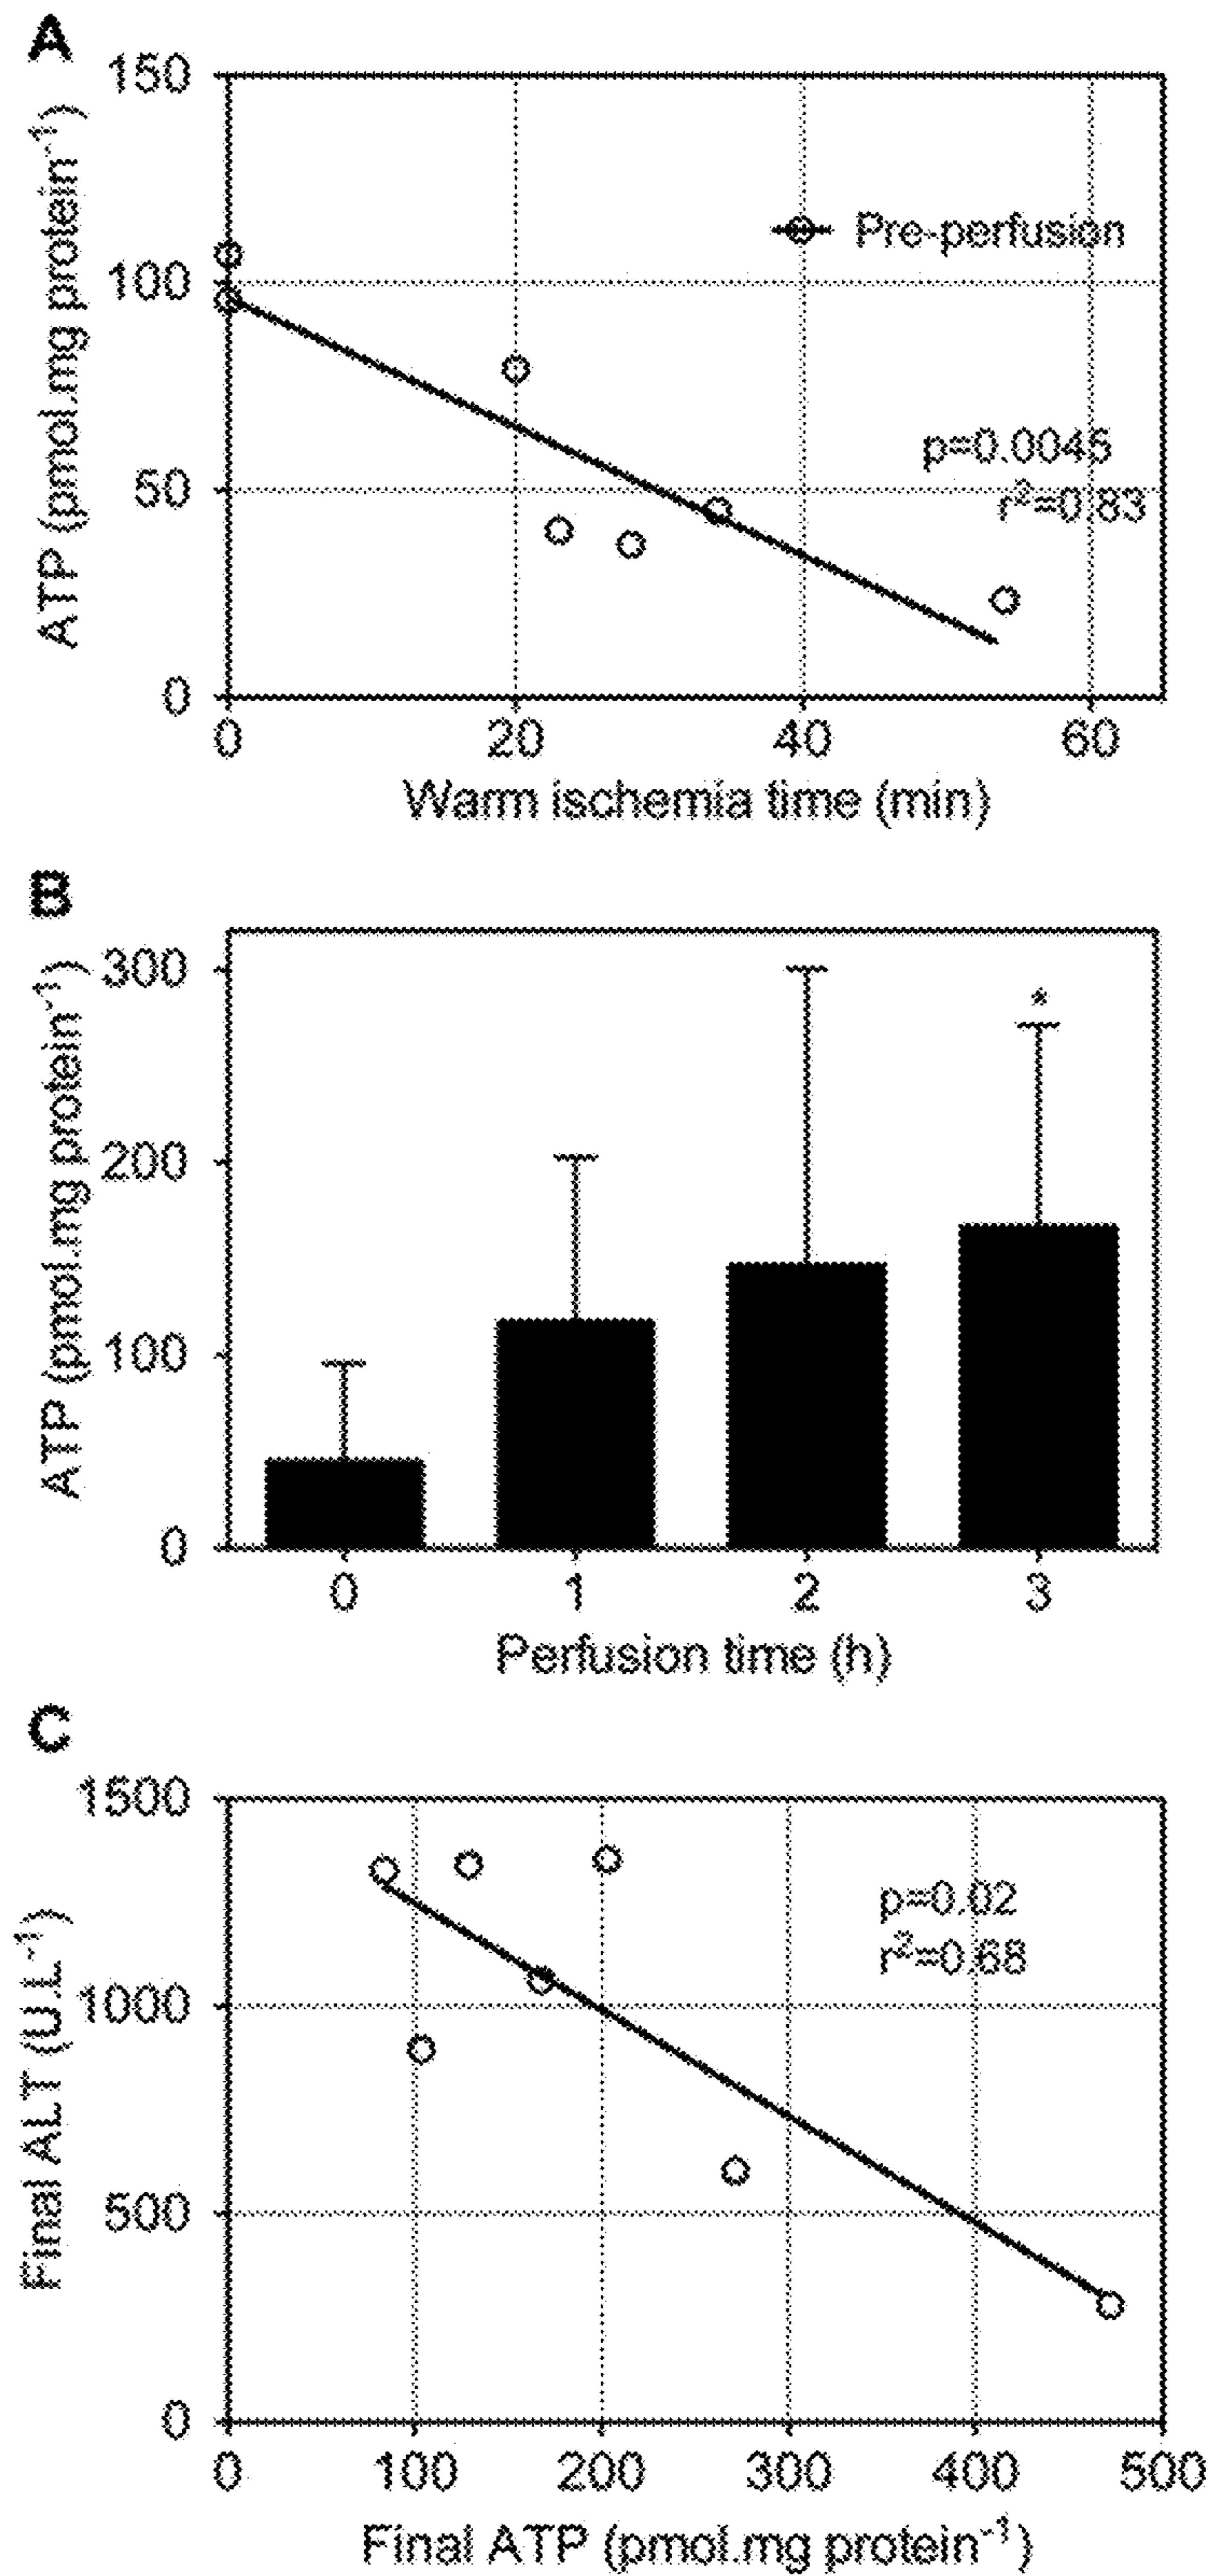 A
150
100
50
0
ATP (pmol.mg protein⁻¹)
Pre-perfusion
p=0.0045
r²=0.83
0 20 40 60
Warm ischemia time (min)
B
300
200
100
0
ATP (pmol.mg protein⁻¹)
*
0 1 2 3
Perfusion time (h)
C
1500
1000
500
0
Final ALT (U.L⁻¹)
p=0.02
r²=0.68
0 100 200 300 400 500
Final ATP (pmol.mg protein⁻¹)